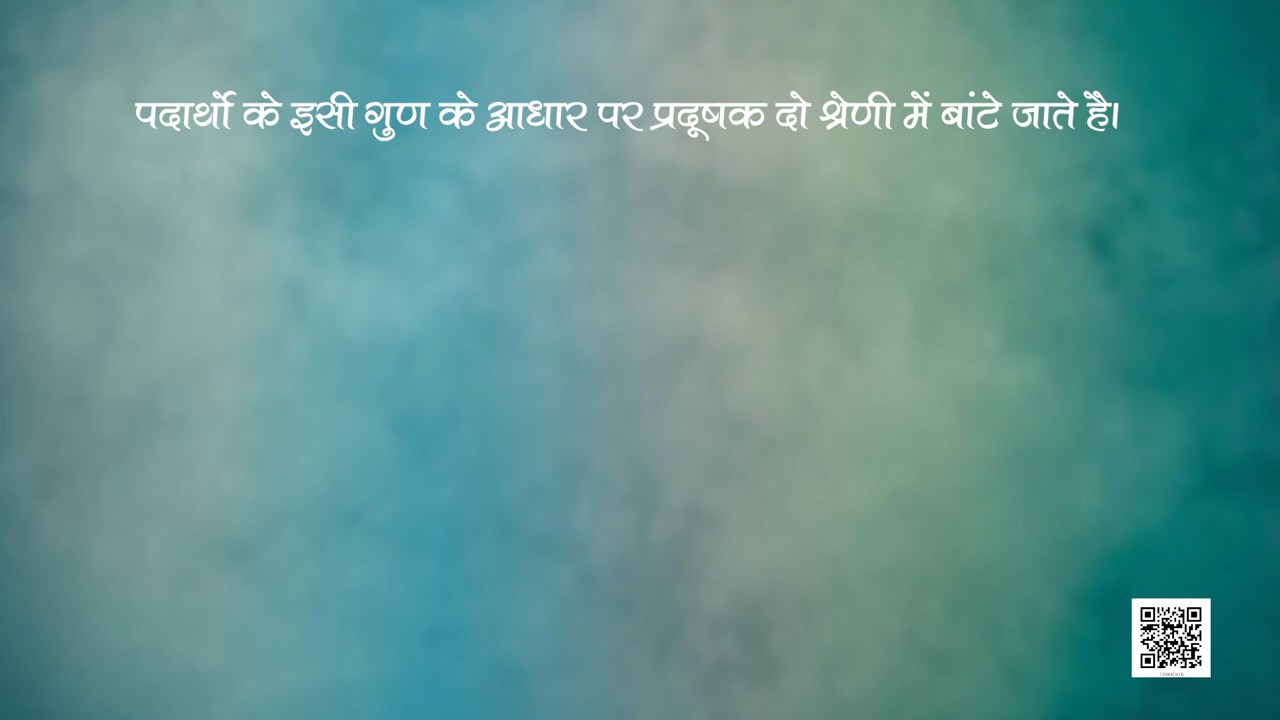 पदार्थो के इसी गुण के आधार पर प्रदूषक दो श्रेणी में बांटे जाते है।